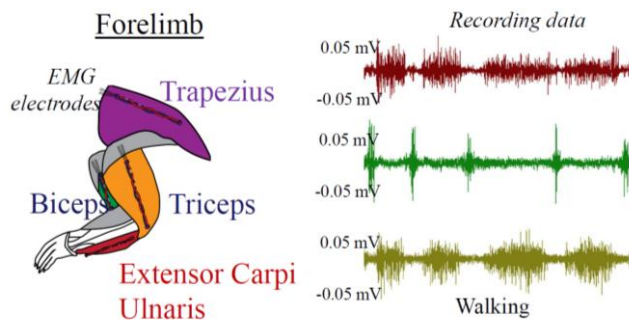 Forelimb
EMG
electrodes
Trapezius
Biceps
Triceps
Extensor Carpi
Ulnaris
Recording data
0.05 mV
-0.05 mV
0.05 mV
-0.05 mV
0.05 mV
-0.05 mV
Walking